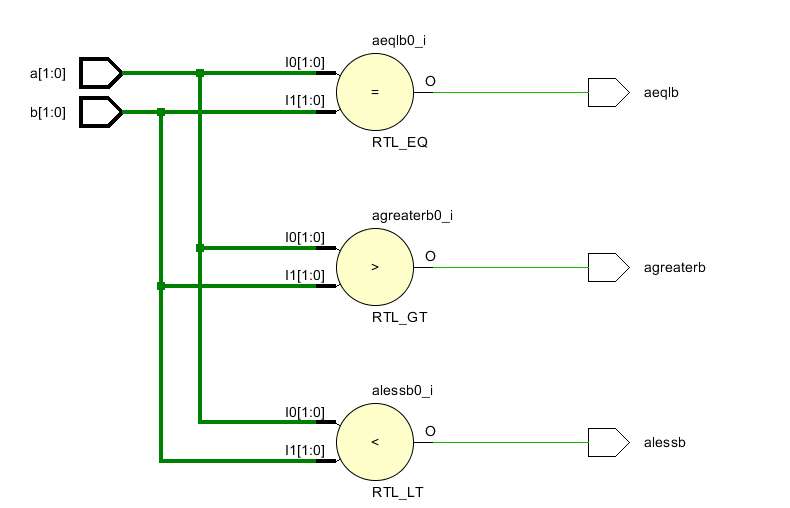 aeqlb0_i
a[1:0]
I0[1:0]
=
O
aeqlb
b[1:0]
I1[1:0]
RTL_EQ
agreaterb0_i
I0[1:0]
>
O
agreaterb
I1[1:0]
RTL_GT
alessb0_i
I0[1:0]
<
O
alessb
I1[1:0]
RTL_LT